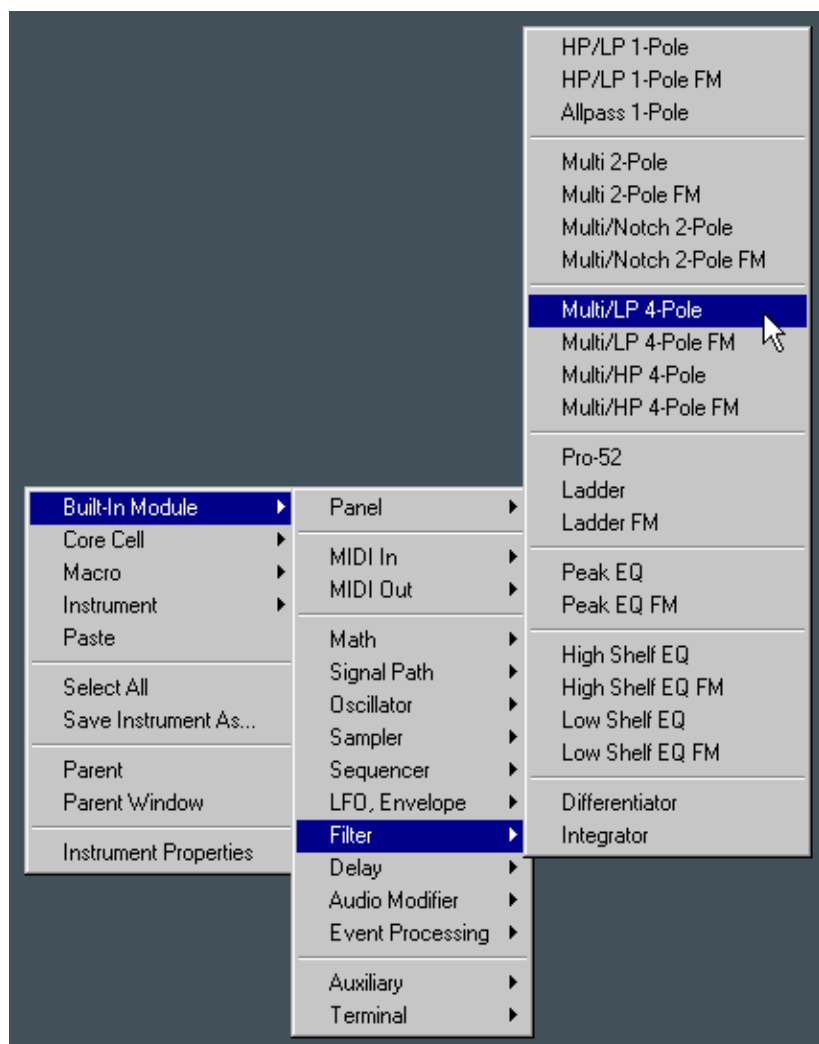 Built-In Module
Core Cell
Macro
Instrument
Paste
Select All
Save Instrument As...
Parent
Parent Window
Instrument Properties
Panel
MIDI In
MIDI Out
Math
Signal Path
Oscillator
Sampler
Sequencer
LFO, Envelope
Filter
Delay
Audio Modifier
Event Processing
Auxiliary
Terminal
HP/LP 1-Pole
HP/LP 1-Pole FM
Allpass 1-Pole
Multi 2-Pole
Multi 2-Pole FM
Multi/Notch 2-Pole
Multi/Notch 2-Pole FM
Multi/LP 4-Pole
Multi/LP 4-Pole FM
Multi/HP 4-Pole
Multi/HP 4-Pole FM
Pro-52
Ladder
Ladder FM
Peak EQ
Peak EQ FM
High Shelf EQ
High Shelf EQ FM
Low Shelf EQ
Low Shelf EQ FM
Differentiator
Integrator